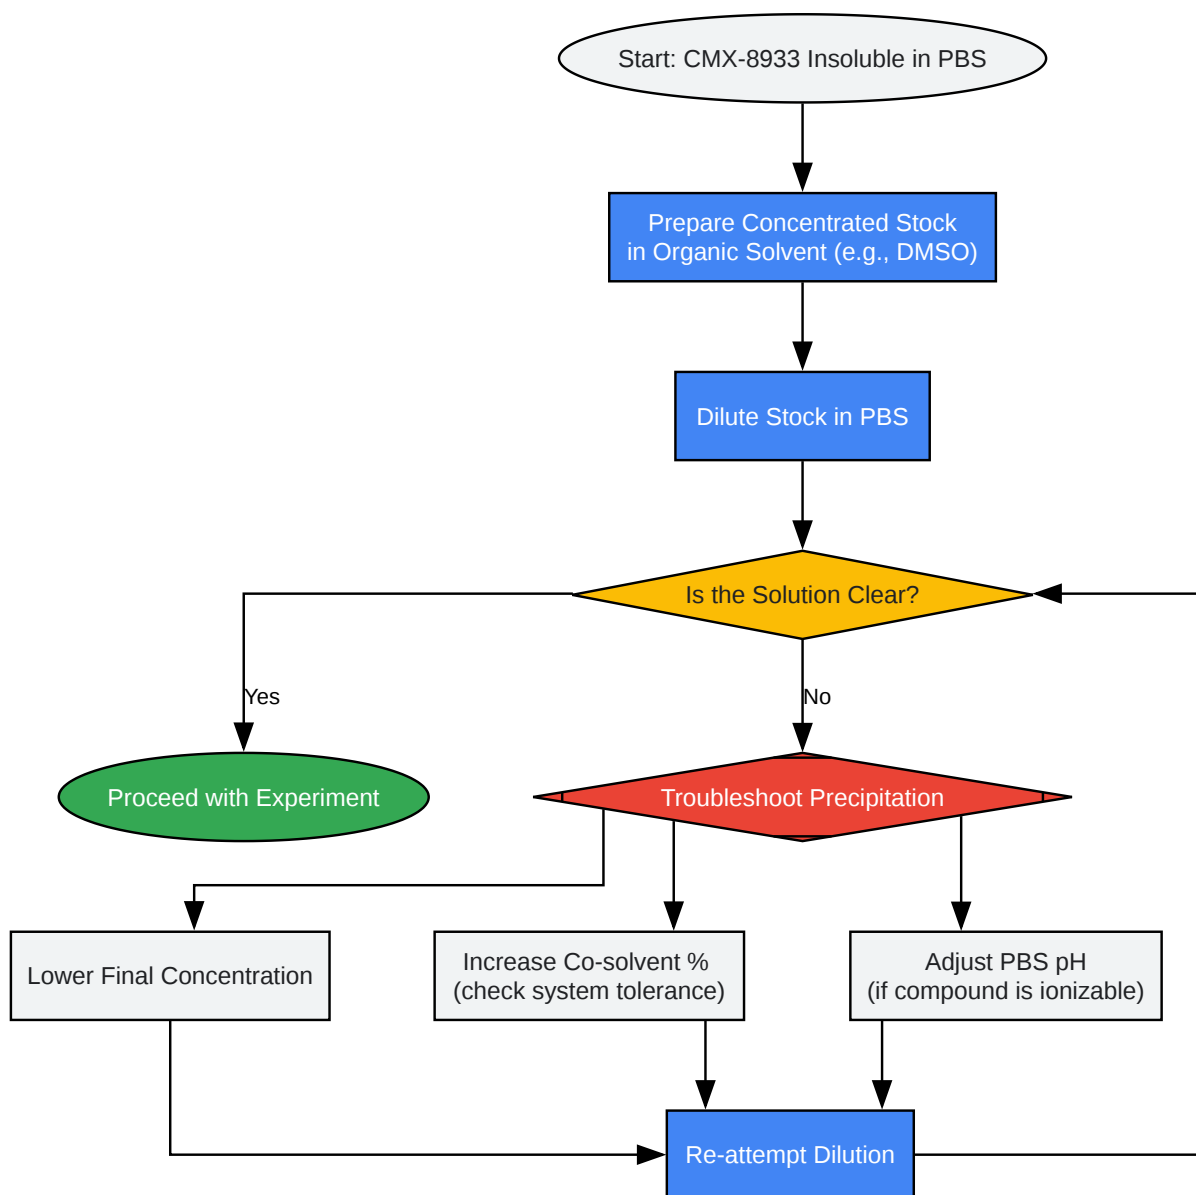 Start: CMX-8933 Insoluble in PBS
Prepare Concentrated Stock
in Organic Solvent (e.g., DMSO)
Dilute Stock in PBS
Is the Solution Clear?
Yes
No
Proceed with Experiment
Troubleshoot Precipitation
Lower Final Concentration
Increase Co-solvent %
(check system tolerance)
Adjust PBS pH
(if compound is ionizable)
Re-attempt Dilution